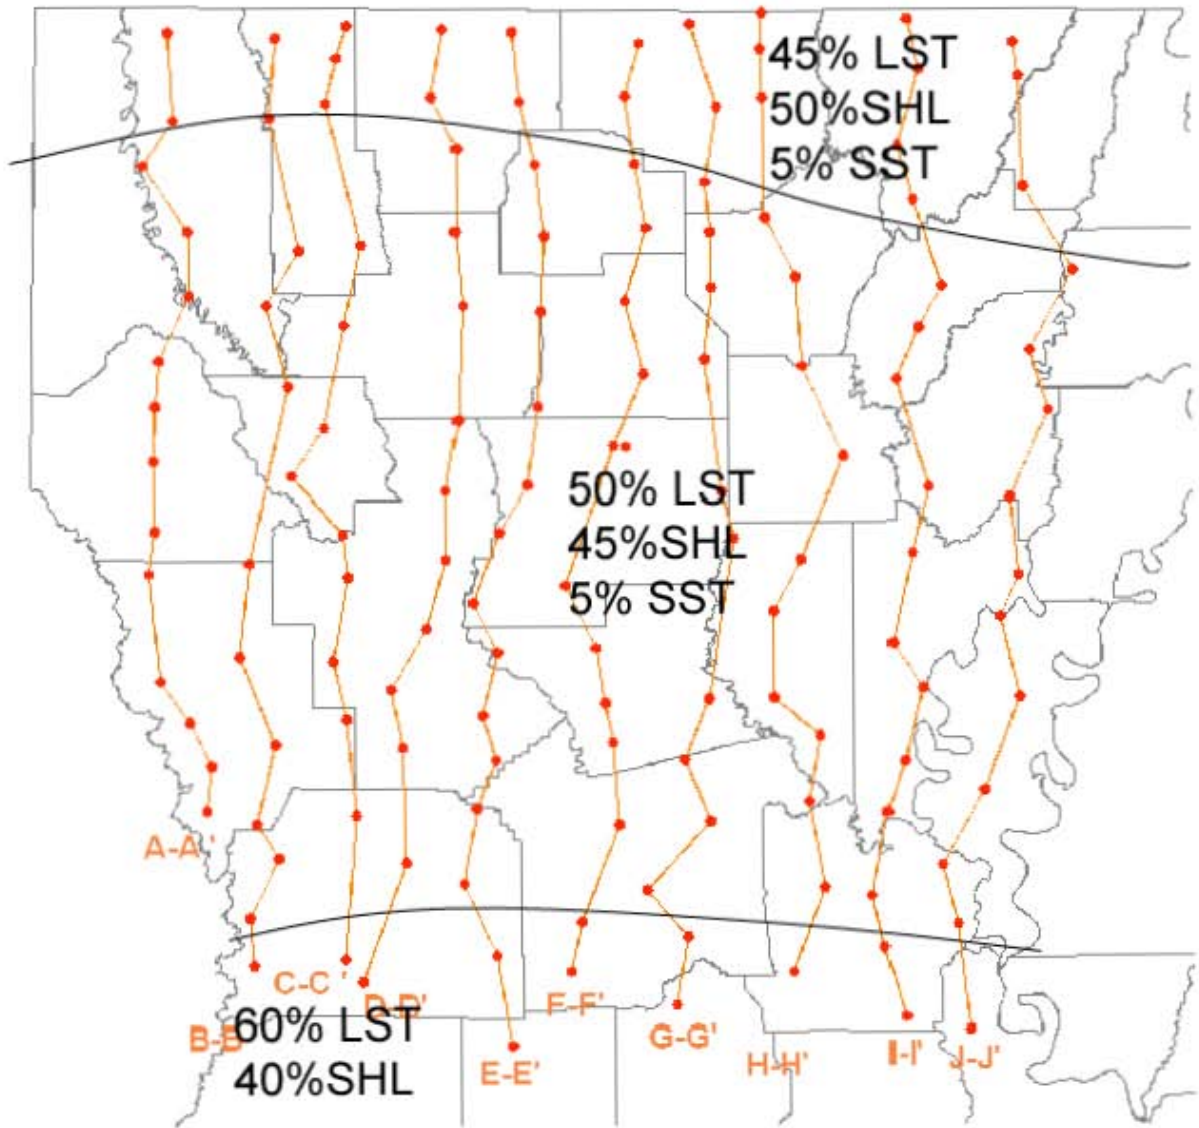 45% LST
50%SHL
5% SST
50% LST
45%SHL
5% SST
A-A'
C-C'
D-D'
F-F'
B-B
60% LST
G-G'
H-H'
I-I'
J-J'
E-E'
40%SHL